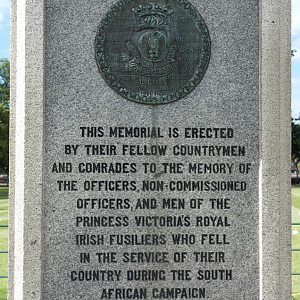 THIS MEMORIAL IS ERECTED
BY THEIR FELLOW COUNTRYMEN
AND COMRADES TO THE MEMORY OF
THE OFFICERS, NON-COMMISSIONED
OFFICERS, AND MEN OF THE
PRINCESS VICTORIA'S ROYAL
IRISH FUSILIERS WHO FELL
IN THE SERVICE OF THEIR
COUNTRY DURING THE SOUTH
AFRICAN CAMPAIGN.